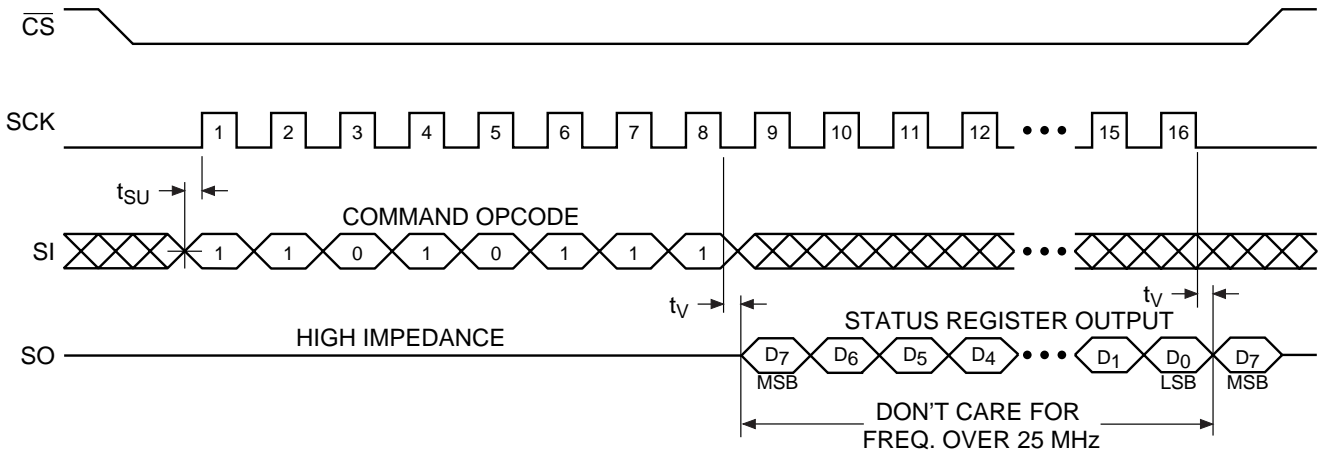 CS
SCK 1 2 3 4 5 6 7 8 9 10 11 12 ••• 15 16
tSU
COMMAND OPCODE
SI 1 1 0 1 0 1 1 1 •••
tV tV
HIGH IMPEDANCE STATUS REGISTER OUTPUT
SO D7 D6 D5 D4 ••• D1 D0 D7
MSB LSB MSB
DON'T CARE FOR
FREQ. OVER 25 MHz